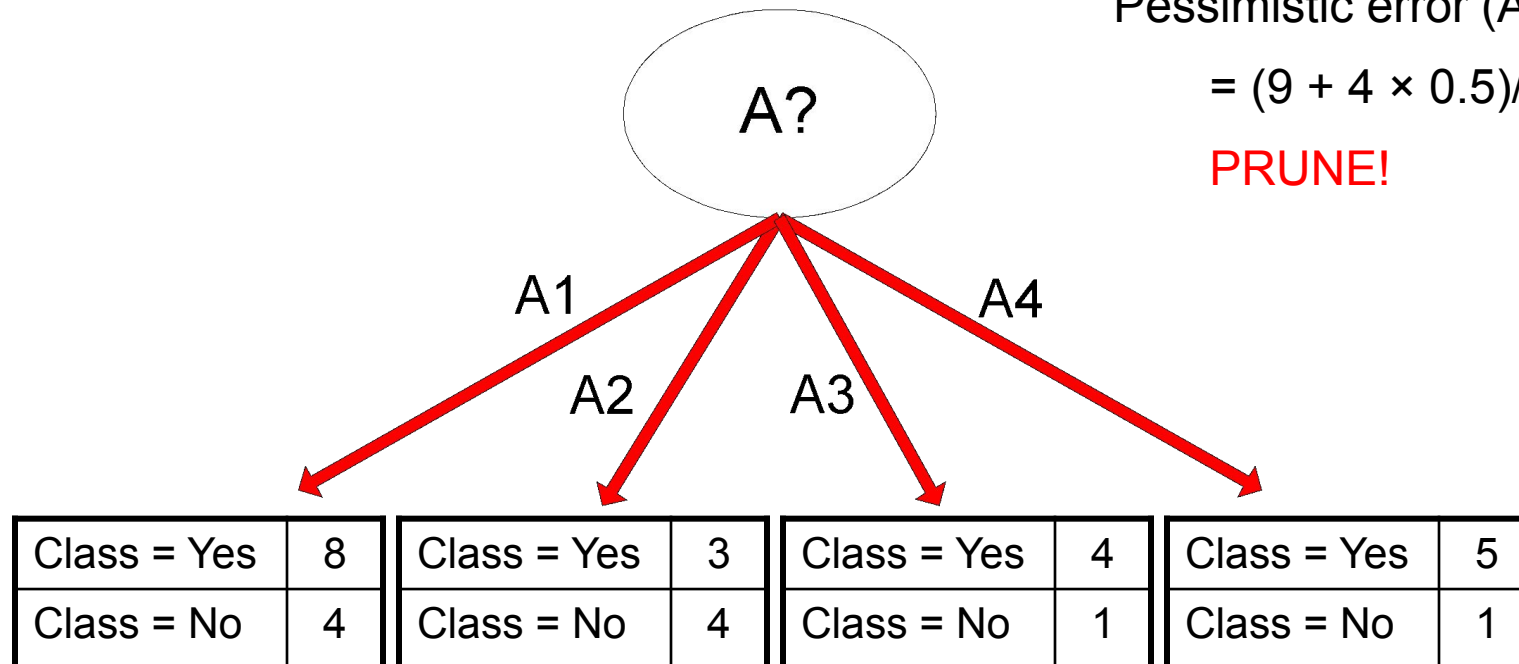 Pessimistic error (A
= (9 + 4 × 0.5)/
PRUNE!
A?
A1
A4
A2
A3
Class = Yes 8 Class = Yes 3 Class = Yes 4 Class = Yes 5
Class = No 4 Class = No 4 Class = No 1 Class = No 1